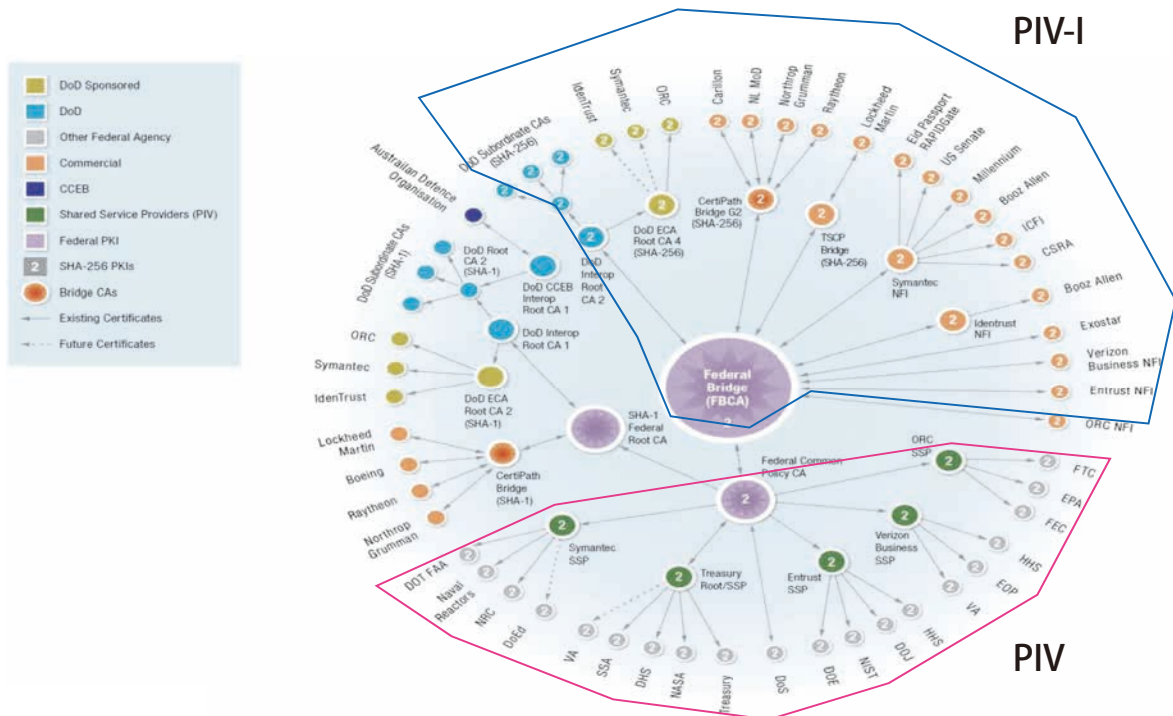 PIV-I
DoD Sponsored
DoD
Other Federal Agency
Commercial
CCEB
Shared Service Providers (PIV)
Federal PKI
2 SHA-256 PKIs
Bridge CAs
Existing Certificates
Future Certificates
IdenTrust
Symantec
ORC
Carillon
NL MoD
Northrop
Grumman
Raytheon
Lockheed
Martin
Eid Passport
RAPIDGate
US Senate
Millennium
Booz Allen
ICFI
CSRA
Booz Allen
Exostar
Verizon
Business NFI
Entrust NFI
ORC NFI
DoD Subordinate CAs
(SHA-256)
Australian Defence
Organisation
DoD Subordinate CAs
(SHA-1)
DoD Root
CA 2
(SHA-1)
DoD CCEB
Interop
Root CA 1
DoD
Interop
Root
CA 2
DoD ECA
Root CA 4
(SHA-256)
CertiPath
Bridge G2
(SHA-256)
TSCP
Bridge
(SHA-256)
Symantec
NFI
Identrust
NFI
DoD Interop
Root CA 1
ORC
Symantec
IdenTrust
DoD ECA
Root CA 2
(SHA-1)
Federal
Bridge
(FBCA)
2
SHA-1
Federal
Root CA
Lockheed
Martin
Boeing
Raytheon
Northrop
Grumman
CertiPath
Bridge
(SHA-1)
Federal Common
Policy CA
2
ORC
SSP
FTC
EPA
FEC
Verizon
Business
SSP
HHS
EOP
VA
Symantec
SSP
DOT FAA
Naval
Reactors
NRC
DoEd
Treasury
Root/SSP
VA
SSA
DHS
NASA
Treasury
DoS
Entrust
SSP
DOE
NIST
DOJ
HHS
PIV